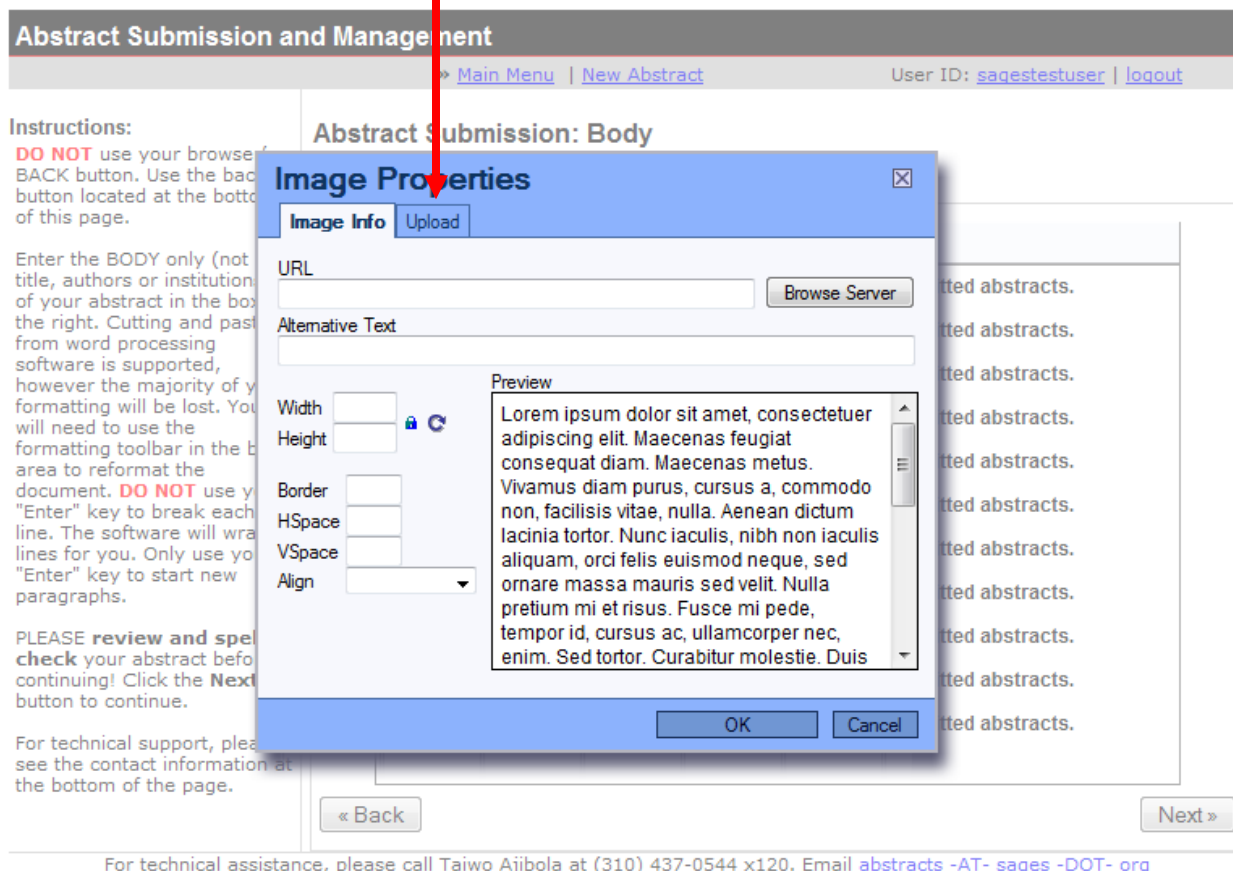 Abstract Submission and Management
» Main Menu | New Abstract User ID: sagestestuser | logout
Instructions:
DO NOT use your browser
BACK button. Use the bac
button located at the botto
of this page.
Enter the BODY only (not
title, authors or institution
of your abstract in the box
the right. Cutting and past
from word processing
software is supported,
however the majority of y
formatting will be lost. You
will need to use the
formatting toolbar in the b
area to reformat the
document. DO NOT use y
"Enter" key to break each
line. The software will wra
lines for you. Only use yo
"Enter" key to start new
paragraphs.
PLEASE review and spel
check your abstract befo
continuing! Click the Next
button to continue.
For technical support, plea
see the contact information at
the bottom of the page.
Abstract Submission: Body
Image Properties
Image Info Upload
URL
Browse Server
Alternative Text
Width
Height
Border
HSpace
VSpace
Align
Preview
Lorem ipsum dolor sit amet, consectetuer
adipiscing elit. Maecenas feugiat
consequat diam. Maecenas metus.
Vivamus diam purus, cursus a, commodo
non, facilisis vitae, nulla. Aenean dictum
lacinia tortor. Nunc iaculis, nibh non iaculis
aliquam, orci felis euismod neque, sed
ornare massa mauris sed velit. Nulla
pretium mi et risus. Fusce mi pede,
tempor id, cursus ac, ullamcorper nec,
enim. Sed tortor. Curabitur molestie. Duis
OK Cancel
tted abstracts.
tted abstracts.
tted abstracts.
tted abstracts.
tted abstracts.
tted abstracts.
tted abstracts.
tted abstracts.
tted abstracts.
tted abstracts.
tted abstracts.
« Back Next »
For technical assistance, please call Taiwo Ajibola at (310) 437-0544 x120. Email abstracts -AT- sages -DOT- org